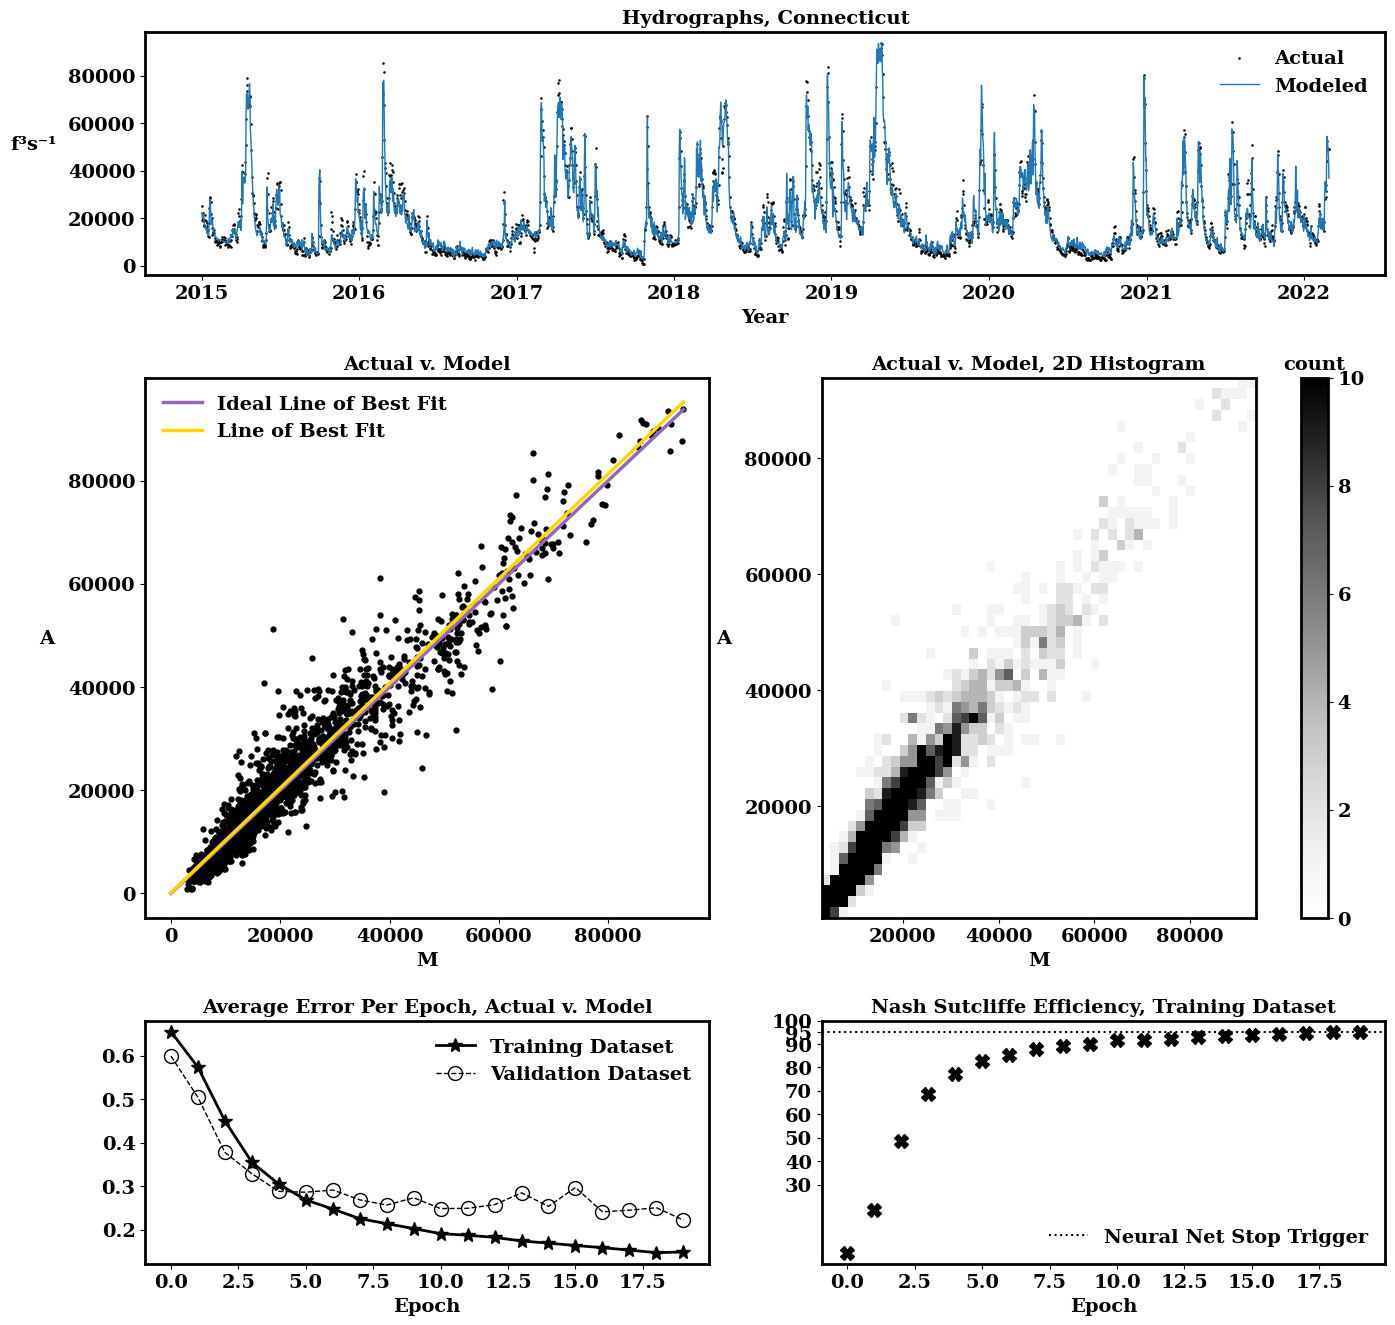 Hydrographs, Connecticut
80000
60000
40000
20000
0
f³s⁻¹
Actual
Modeled
2015 2016 2017 2018 2019 2020 2021 2022
Year
Actual v. Model
80000
60000
40000
20000
0
A
Ideal Line of Best Fit
Line of Best Fit
0 20000 40000 60000 80000
M
Actual v. Model, 2D Histogram
80000
60000
40000
20000
A
20000 40000 60000 80000
M
count
10
8
6
4
2
0
Average Error Per Epoch, Actual v. Model
0.6
0.5
0.4
0.3
0.2
Training Dataset
Validation Dataset
0.0 2.5 5.0 7.5 10.0 12.5 15.0 17.5
Epoch
Nash Sutcliffe Efficiency, Training Dataset
100
95
90
80
70
60
50
40
30
Neural Net Stop Trigger
0.0 2.5 5.0 7.5 10.0 12.5 15.0 17.5
Epoch